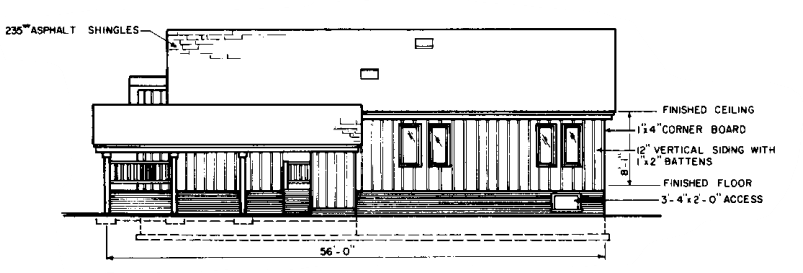 235# ASPHALT SHINGLES
FINISHED CEILING
1"x4" CORNER BOARD
12" VERTICAL SIDING WITH
1"x2" BATTENS
8'-1"
FINISHED FLOOR
3'-4"x2'-0" ACCESS
56'-0"